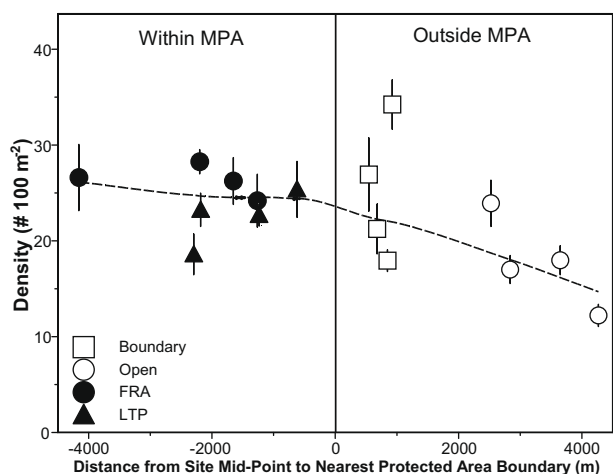 Within MPA
Outside MPA
40
30
20
10
0
Density (# 100 m⁻²)
Boundary
Open
FRA
LTP
-4000
-2000
0
2000
4000
Distance from Site Mid-Point to Nearest Protected Area Boundary (m)